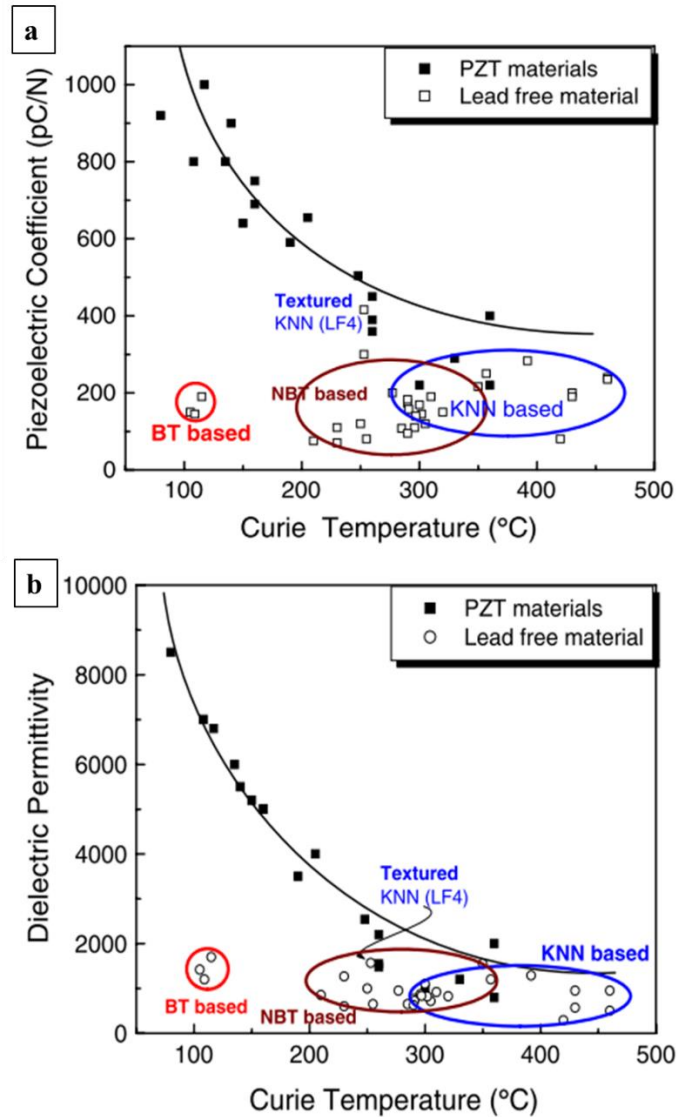 a
Piezoelectric Coefficient (pC/N)
1000
800
600
400
200
0
PZT materials
Lead free material
Textured
KNN (LF4)
NBT based
KNN based
BT based
100
200
300
400
500
Curie Temperature (°C)
b
Dielectric Permittivity
10000
8000
6000
4000
2000
0
PZT materials
Lead free material
Textured
KNN (LF4)
KNN based
BT based
NBT based
100
200
300
400
500
Curie Temperature (°C)